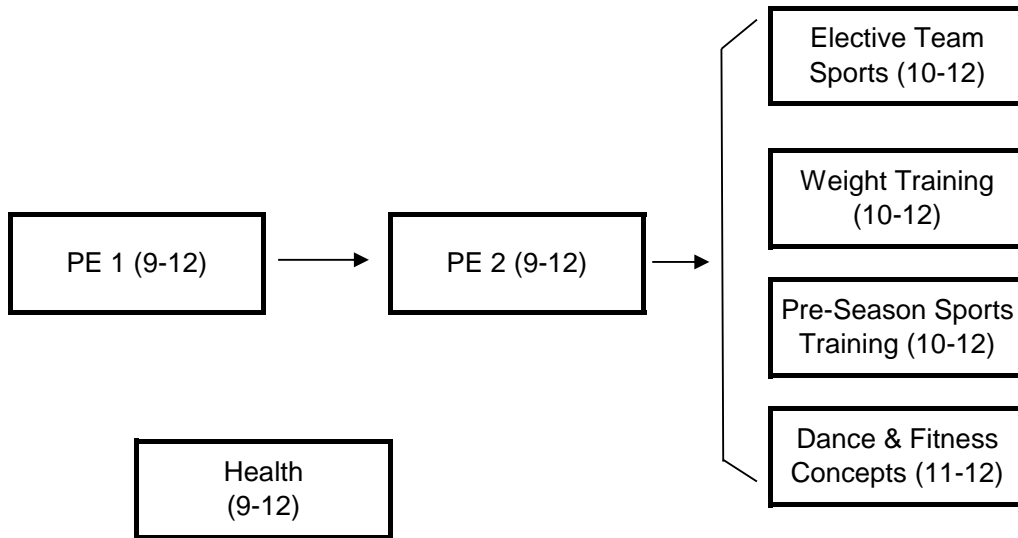 Elective Team
Sports (10-12)
Weight Training
(10-12)
PE 1 (9-12)
PE 2 (9-12)
Pre-Season Sports
Training (10-12)
Dance & Fitness
Concepts (11-12)
Health
(9-12)